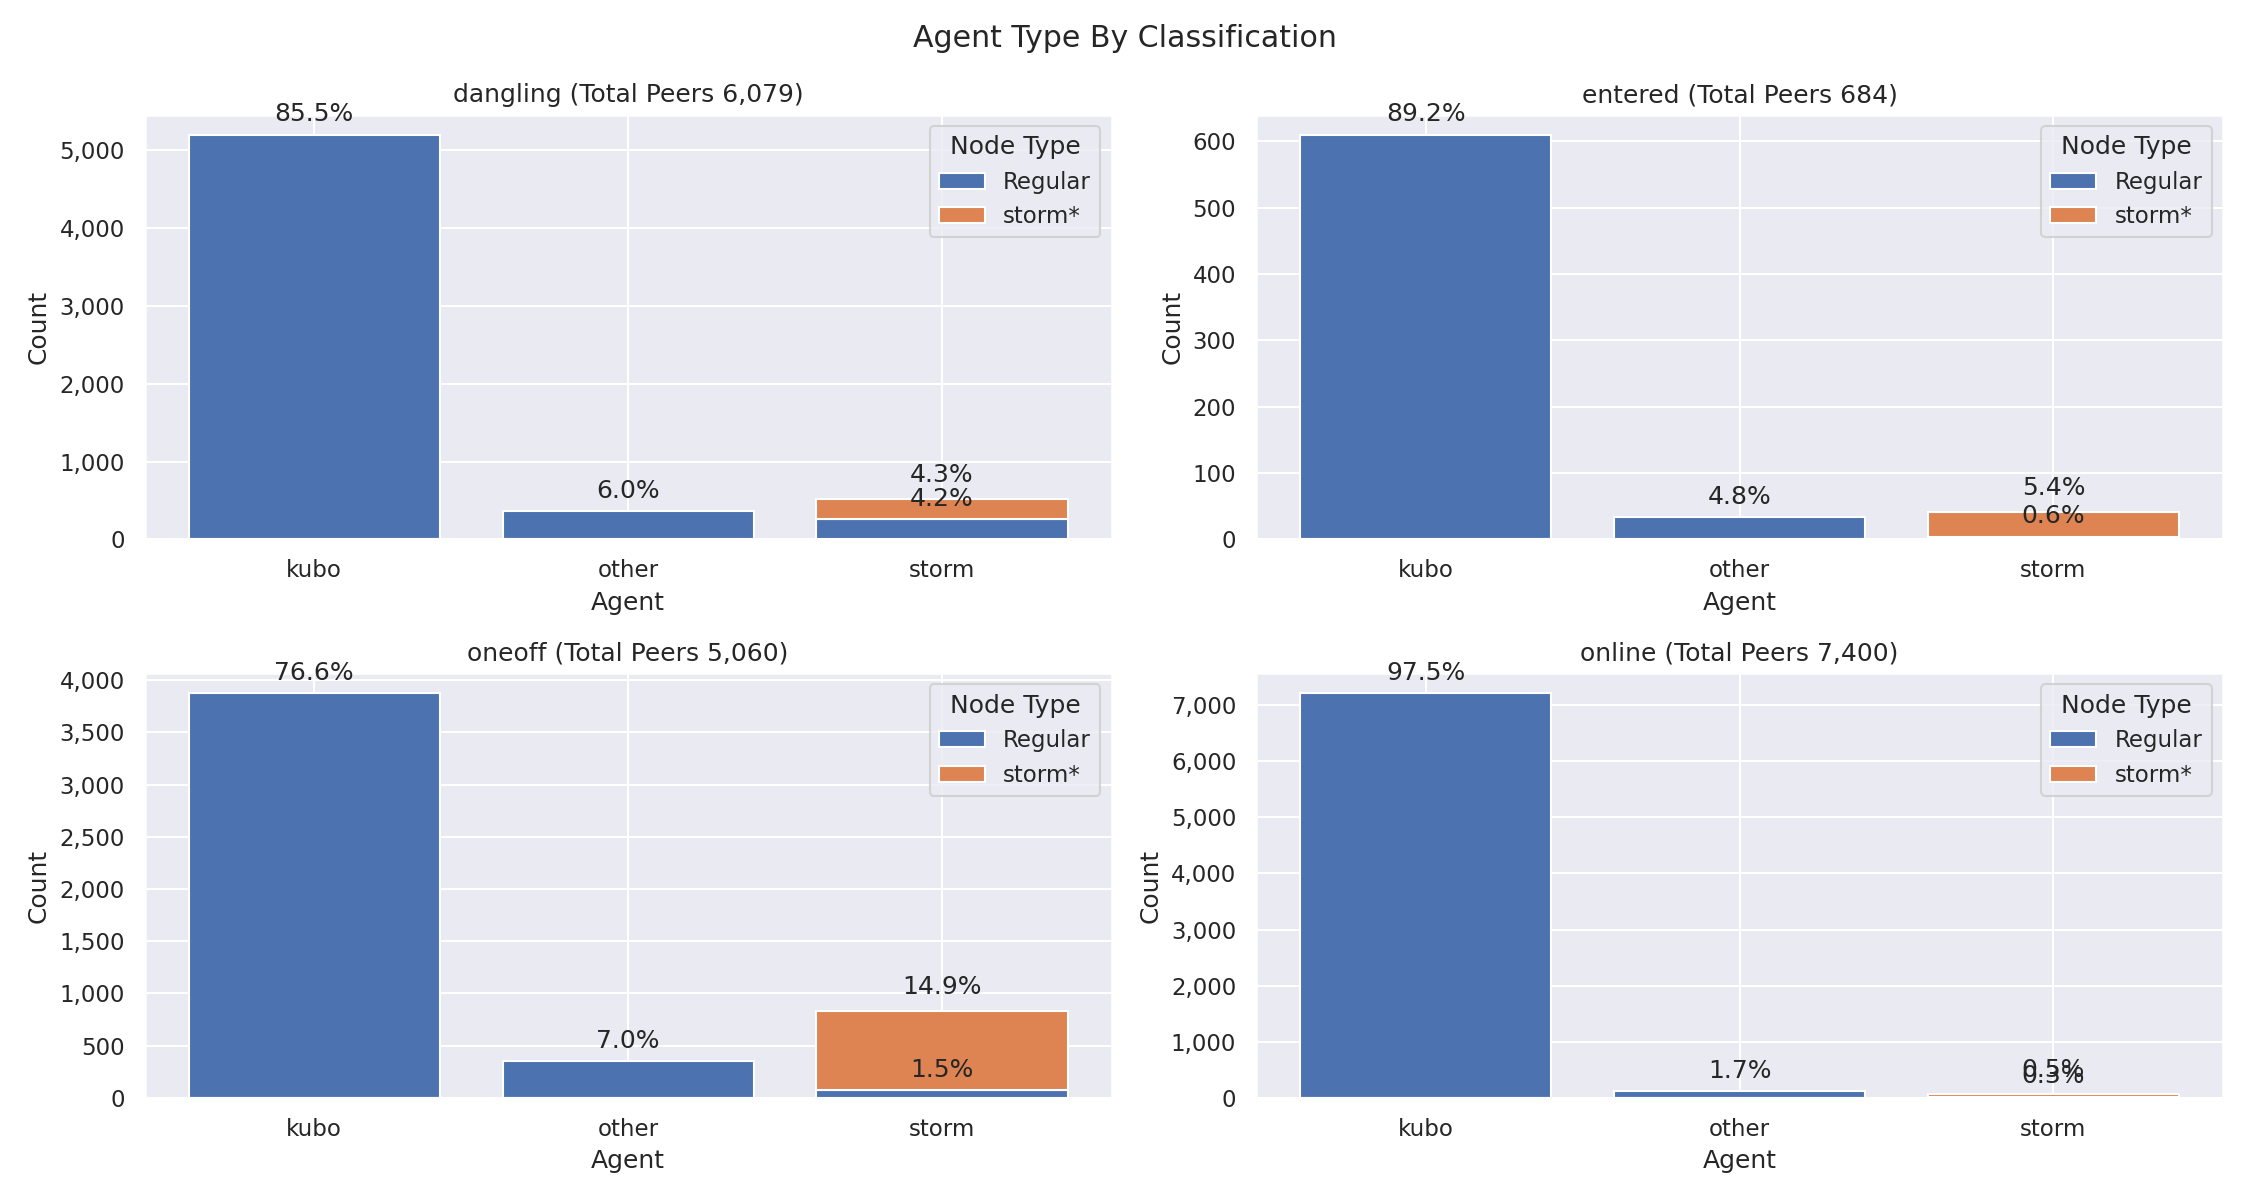 Agent Type By Classification
dangling (Total Peers 6,079)
85.5%
6.0%
4.3%
4.2%
Node Type
Regular
storm*
Count
5,000
4,000
3,000
2,000
1,000
0
kubo
other
storm
Agent
entered (Total Peers 684)
89.2%
4.8%
5.4%
0.6%
Node Type
Regular
storm*
Count
600
500
400
300
200
100
0
kubo
other
storm
Agent
oneoff (Total Peers 5,060)
76.6%
7.0%
14.9%
1.5%
Node Type
Regular
storm*
Count
4,000
3,500
3,000
2,500
2,000
1,500
1,000
500
0
kubo
other
storm
Agent
online (Total Peers 7,400)
97.5%
1.7%
0.5%
0.3%
Node Type
Regular
storm*
Count
7,000
6,000
5,000
4,000
3,000
2,000
1,000
0
kubo
other
storm
Agent